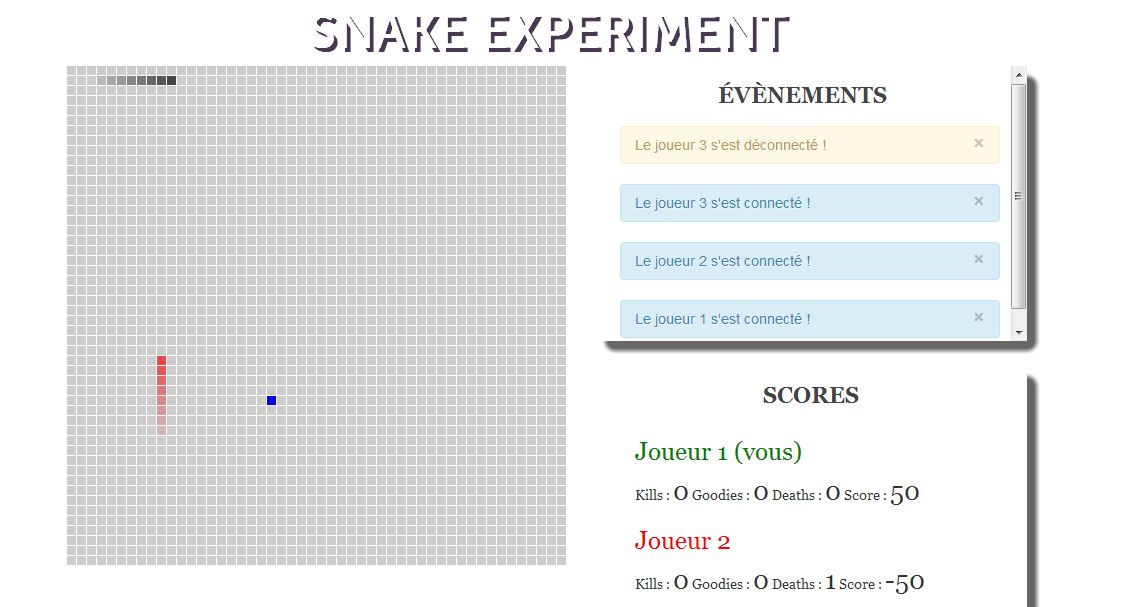 SNAKE EXPERIMENT
ÉVÈNEMENTS
Le joueur 3 s'est déconnecté !
Le joueur 3 s'est connecté !
Le joueur 2 s'est connecté !
Le joueur 1 s'est connecté !
SCORES
Joueur 1 (vous)
Kills : 0 Goodies : 0 Deaths : 0 Score : 50
Joueur 2
Kills : 0 Goodies : 0 Deaths : 1 Score : -50